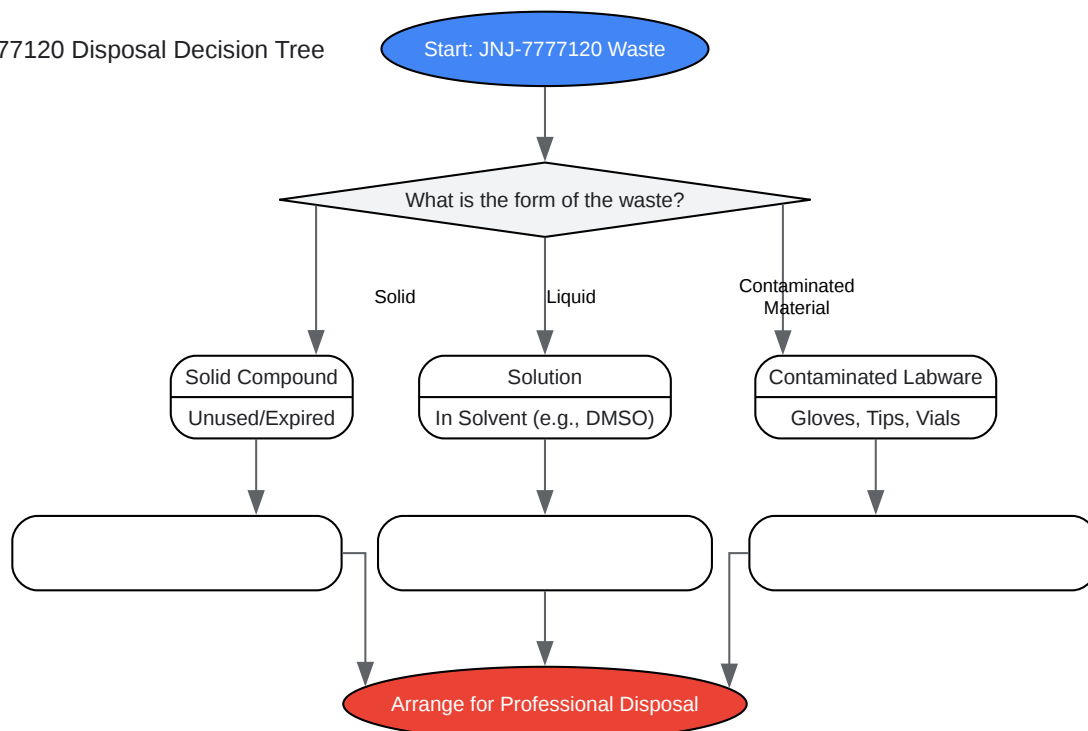 77120 Disposal Decision Tree
Start: JNJ-7777120 Waste
What is the form of the waste?
Solid
Liquid
Contaminated
Material
Solid Compound
Unused/Expired
Solution
In Solvent (e.g., DMSO)
Contaminated Labware
Gloves, Tips, Vials
Arrange for Professional Disposal